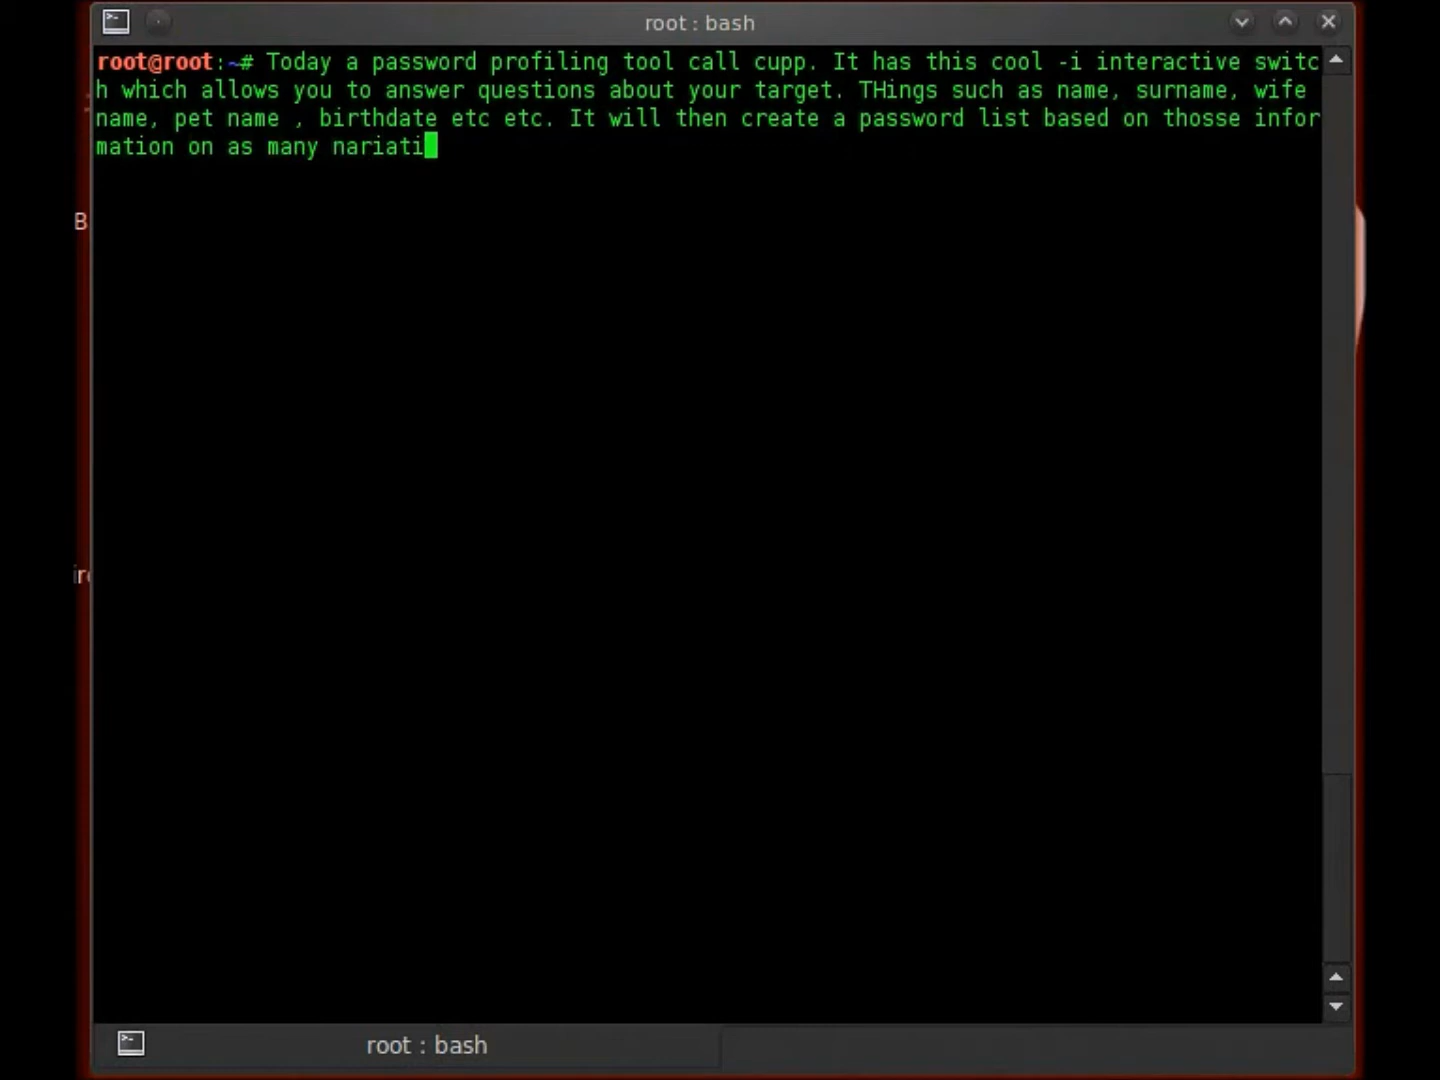 root : bash
root@root:~# Today a password profiling tool call cupp. It has this cool -i interactive switc
h which allows you to answer questions about your target. THings such as name, surname, wife
name, pet name , birthdate etc etc. It will then create a password list based on thosse infor
mation on as many nariati
B
ir
root : bash